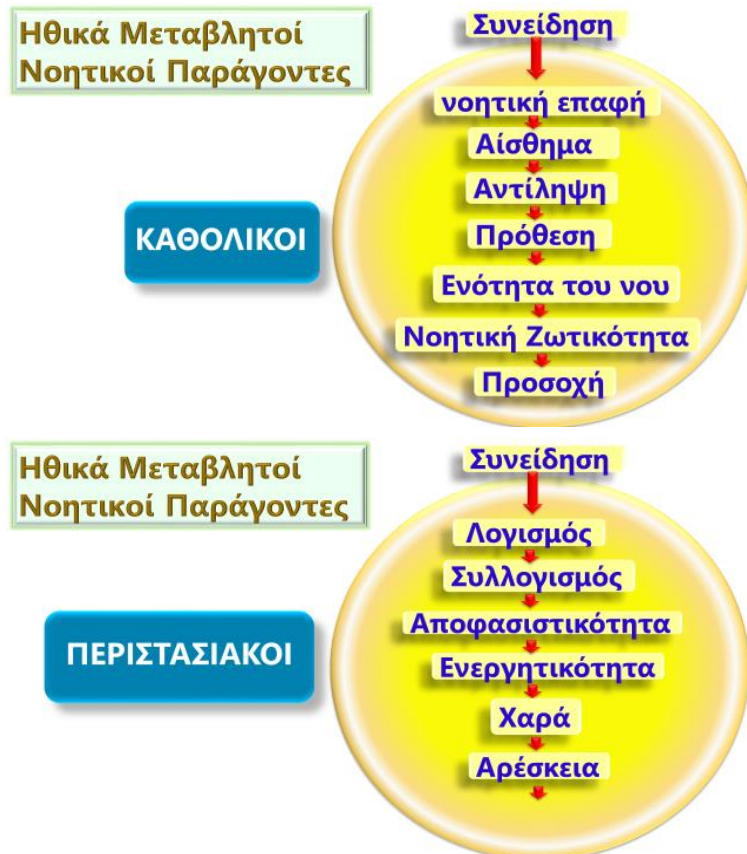 Ηθικά Μεταβλητοί
Νοητικοί Παράγοντες
Συνείδηση
νοητική επαφή
Αίσθημα
Αντίληψη
ΚΑΘΟΛΙΚΟΙ
Πρόθεση
Ενότητα του νου
Νοητική Ζωτικότητα
Προσοχή
Ηθικά Μεταβλητοί
Νοητικοί Παράγοντες
Συνείδηση
Λογισμός
Συλλογισμός
Αποφασιστικότητα
ΠΕΡΙΣΤΑΣΙΑΚΟΙ
Ενεργητικότητα
Χαρά
Αρέσκεια